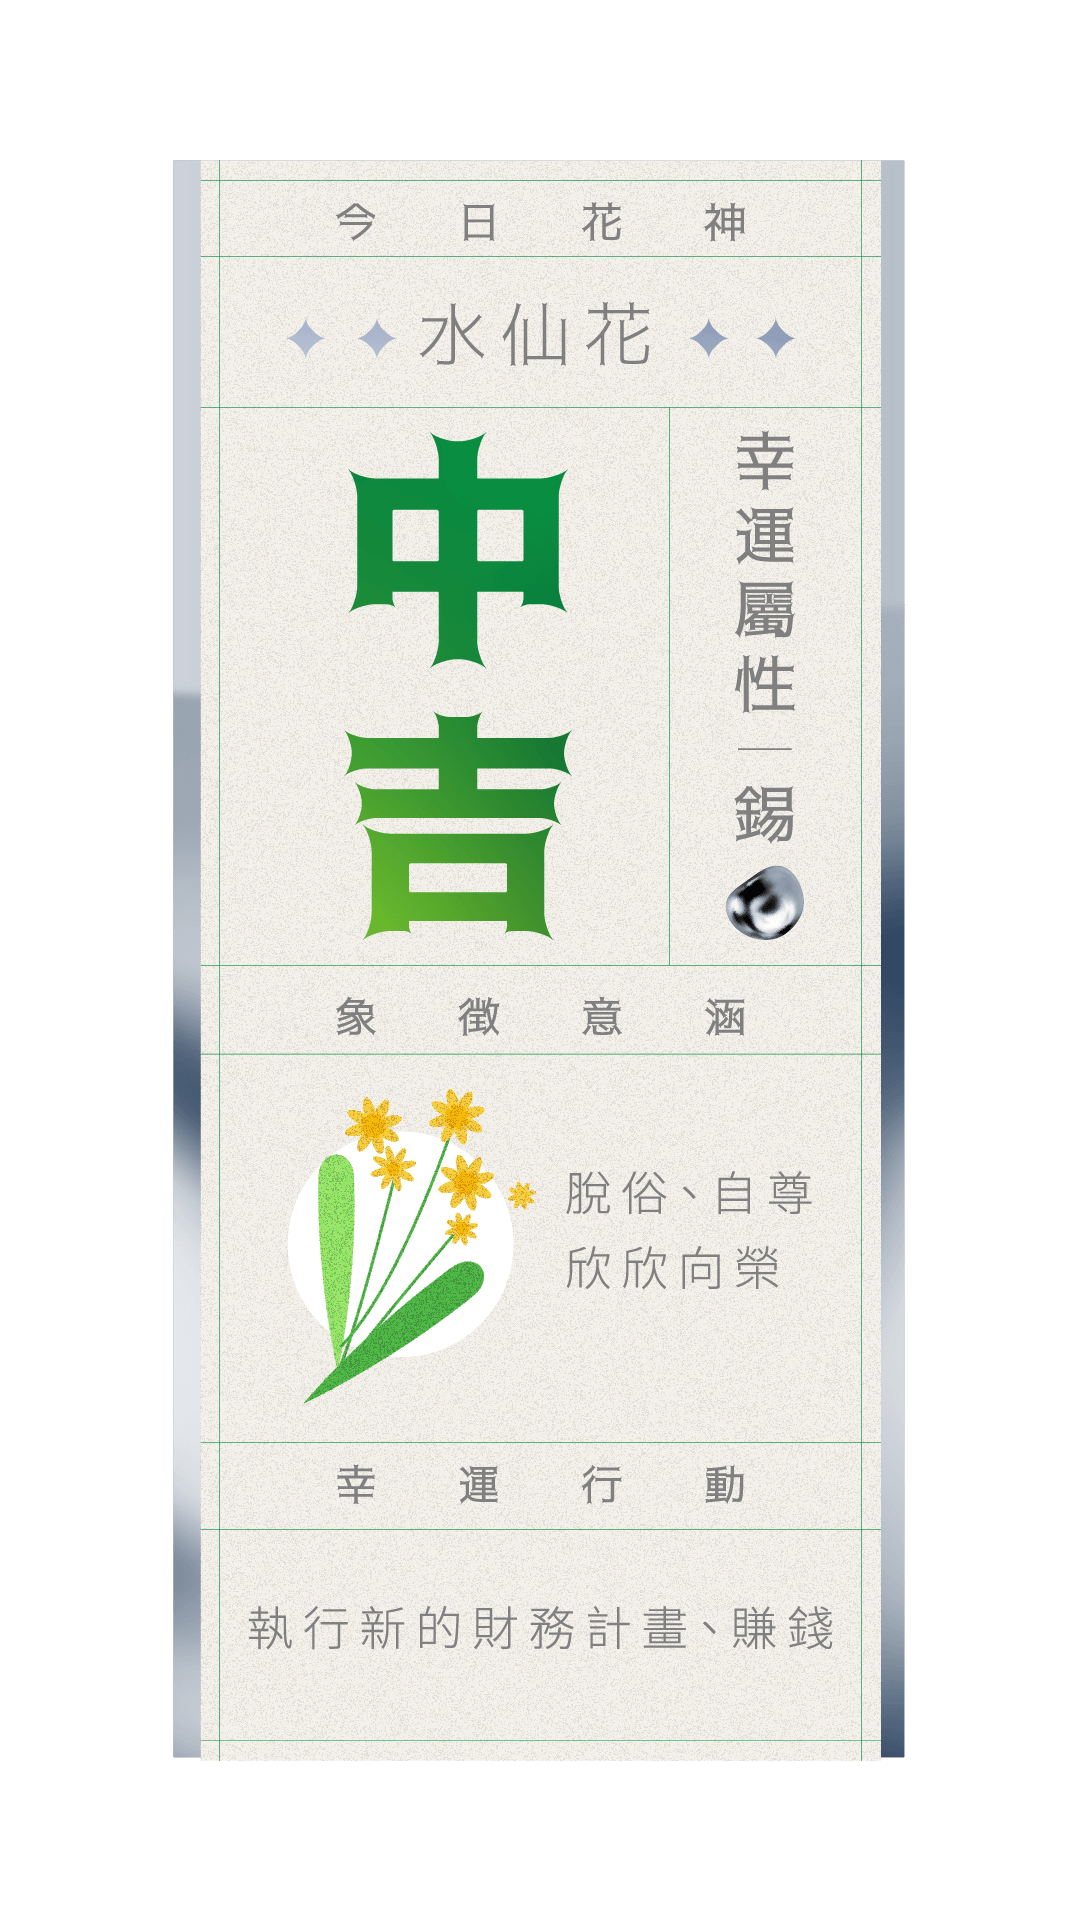 今日花神
水仙花
中吉
幸運屬性｜錫
象徵意涵
脫俗、自尊
欣欣向榮
幸運行動
執行新的財務計畫、賺錢